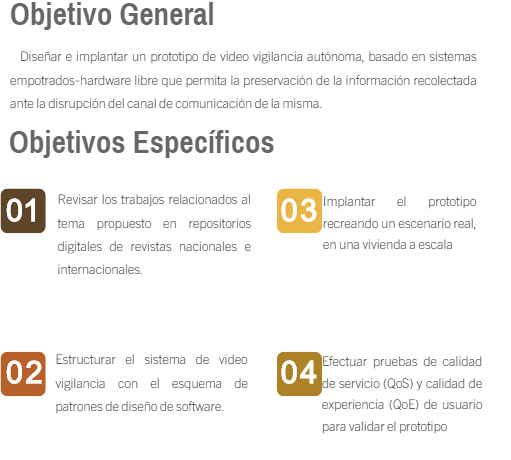 Objetivo General
Diseñar e implantar un prototipo de video vigilancia autónoma, basado en sistemas
empotrados-hardware libre que permita la preservación de la información recolectada
ante la disrupción del canal de comunicación de la misma.
Objetivos Específicos
01
Revisar los trabajos relacionados al
tema propuesto en repositorios
digitales de revistas nacionales e
internacionales.
02
Estructurar el sistema de video
vigilancia con el esquema de
patrones de diseño de software.
03
Implantar el prototipo
recreando un escenario real,
en una vivienda a escala
04
Efectuar pruebas de calidad
de servicio (QoS) y calidad de
experiencia (QoE) de usuario
para validar el prototipo